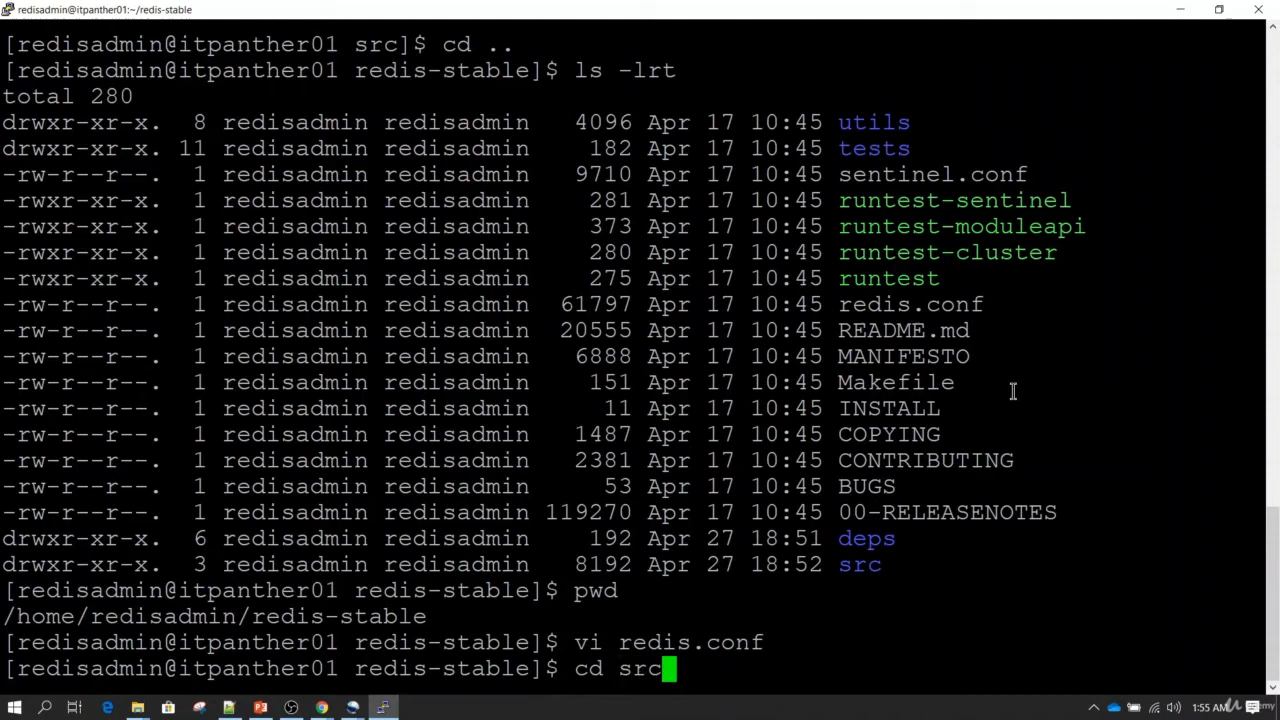 redisadmin@itpanther01:~/redis-stable
[redisadmin@itpanther01 src]$ cd ..
[redisadmin@itpanther01 redis-stable]$ ls -lrt
total 280
drwxr-xr-x. 8 redisadmin redisadmin 4096 Apr 17 10:45 utils
drwxr-xr-x. 11 redisadmin redisadmin 182 Apr 17 10:45 tests
-rw-r--r--. 1 redisadmin redisadmin 9710 Apr 17 10:45 sentinel.conf
-rwxr-xr-x. 1 redisadmin redisadmin 281 Apr 17 10:45 runtest-sentinel
-rwxr-xr-x. 1 redisadmin redisadmin 373 Apr 17 10:45 runtest-moduleapi
-rwxr-xr-x. 1 redisadmin redisadmin 280 Apr 17 10:45 runtest-cluster
-rwxr-xr-x. 1 redisadmin redisadmin 275 Apr 17 10:45 runtest
-rw-r--r--. 1 redisadmin redisadmin 61797 Apr 17 10:45 redis.conf
-rw-r--r--. 1 redisadmin redisadmin 20555 Apr 17 10:45 README.md
-rw-r--r--. 1 redisadmin redisadmin 6888 Apr 17 10:45 MANIFESTO
-rw-r--r--. 1 redisadmin redisadmin 151 Apr 17 10:45 Makefile
-rw-r--r--. 1 redisadmin redisadmin 11 Apr 17 10:45 INSTALL
-rw-r--r--. 1 redisadmin redisadmin 1487 Apr 17 10:45 COPYING
-rw-r--r--. 1 redisadmin redisadmin 2381 Apr 17 10:45 CONTRIBUTING
-rw-r--r--. 1 redisadmin redisadmin 53 Apr 17 10:45 BUGS
-rw-r--r--. 1 redisadmin redisadmin 119270 Apr 17 10:45 00-RELEASENOTES
drwxr-xr-x. 6 redisadmin redisadmin 192 Apr 27 18:51 deps
drwxr-xr-x. 3 redisadmin redisadmin 8192 Apr 27 18:52 src
[redisadmin@itpanther01 redis-stable]$ pwd
/home/redisadmin/redis-stable
[redisadmin@itpanther01 redis-stable]$ vi redis.conf
[redisadmin@itpanther01 redis-stable]$ cd src
1:55 AM